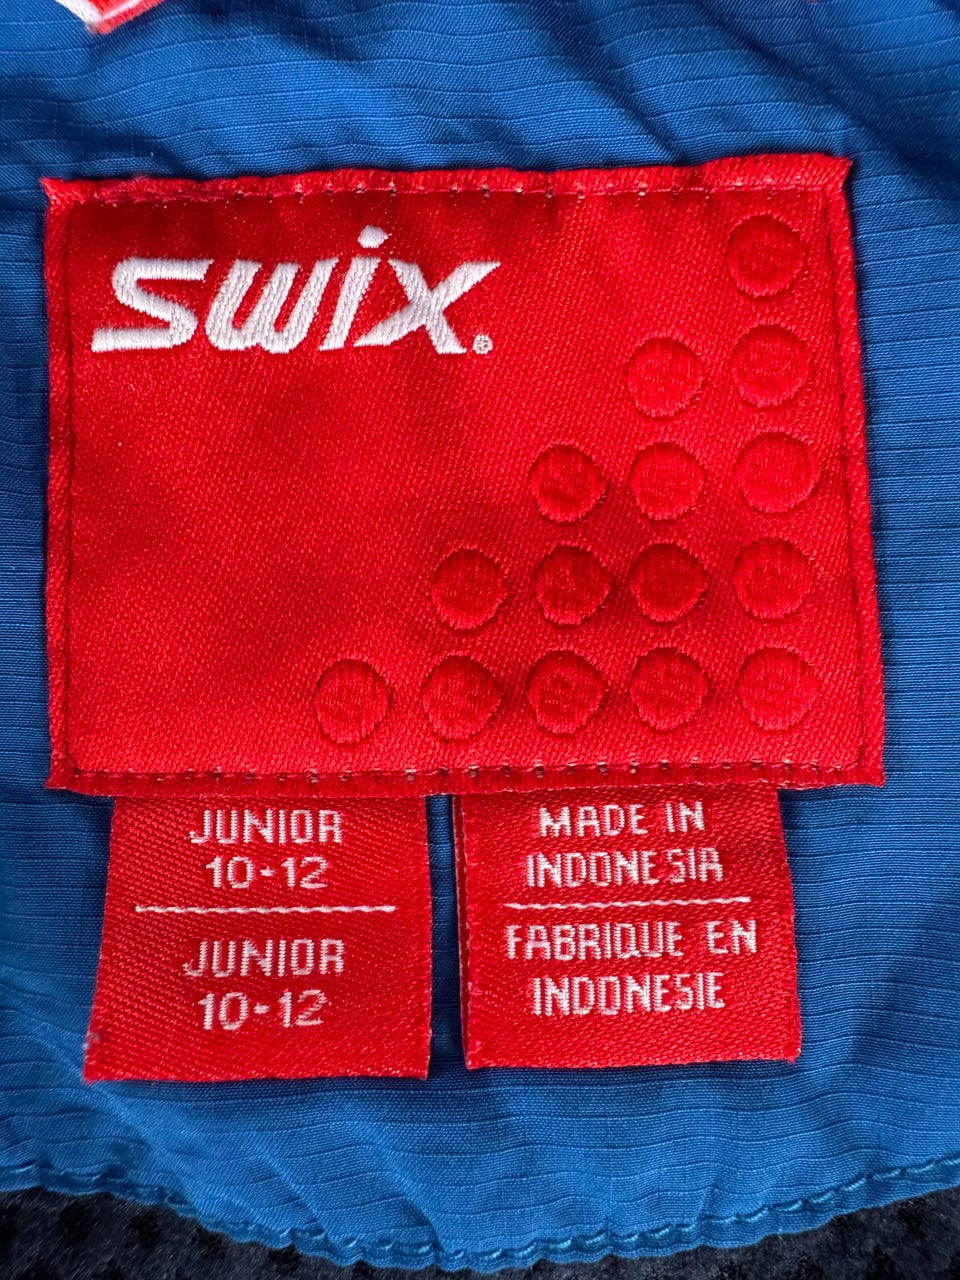 SWIX®
JUNIOR
10-12
JUNIOR
10-12
MADE IN
INDONESIA
FABRIQUE EN
INDONESIE